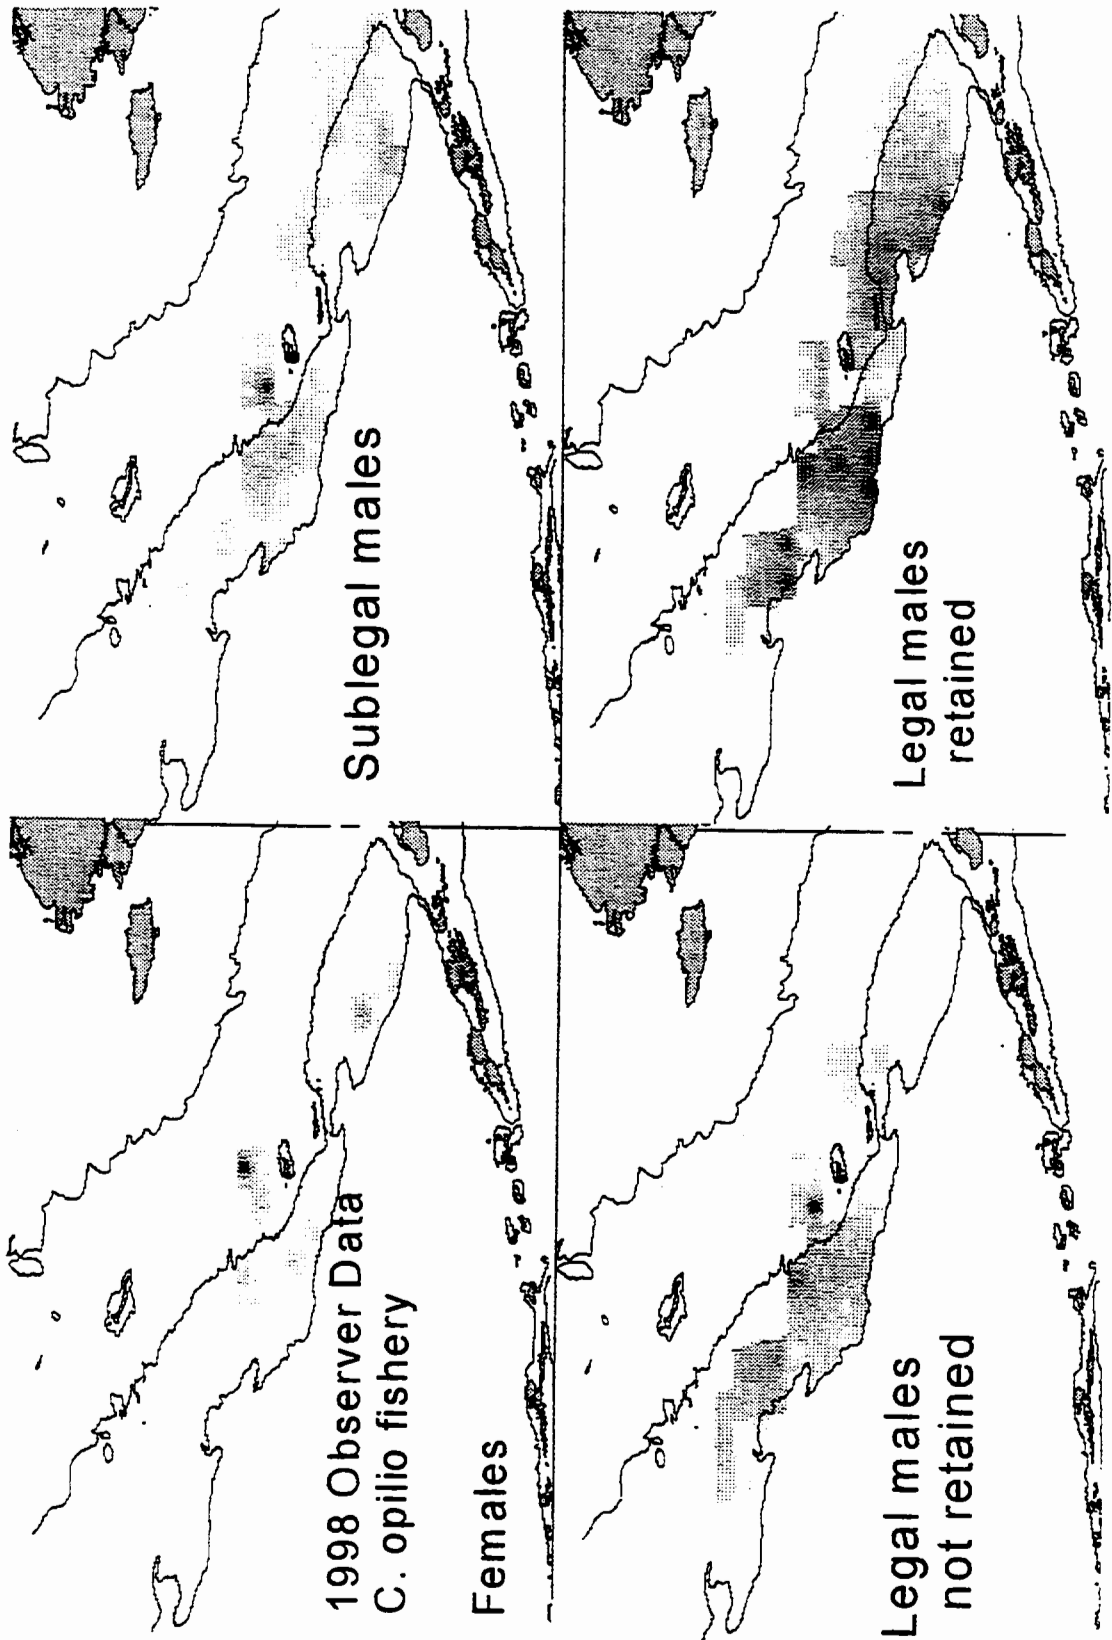 1998 Observer Data
C. opilio fishery
Females
Sublegal males
Legal males
not retained
Legal males
retained